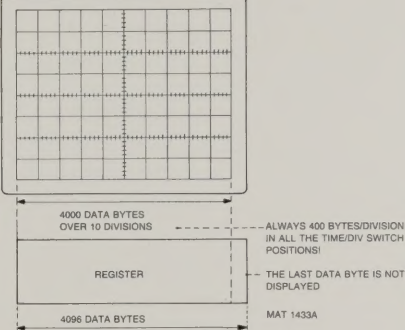 4000 DATA BYTES
OVER 10 DIVISIONS
ALWAYS 400 BYTES/DIVISION
IN ALL THE TIME/DIV SWITCH
POSITIONS!
REGISTER
THE LAST DATA BYTE IS NOT
DISPLAYED
4096 DATA BYTES
MAT 1433A